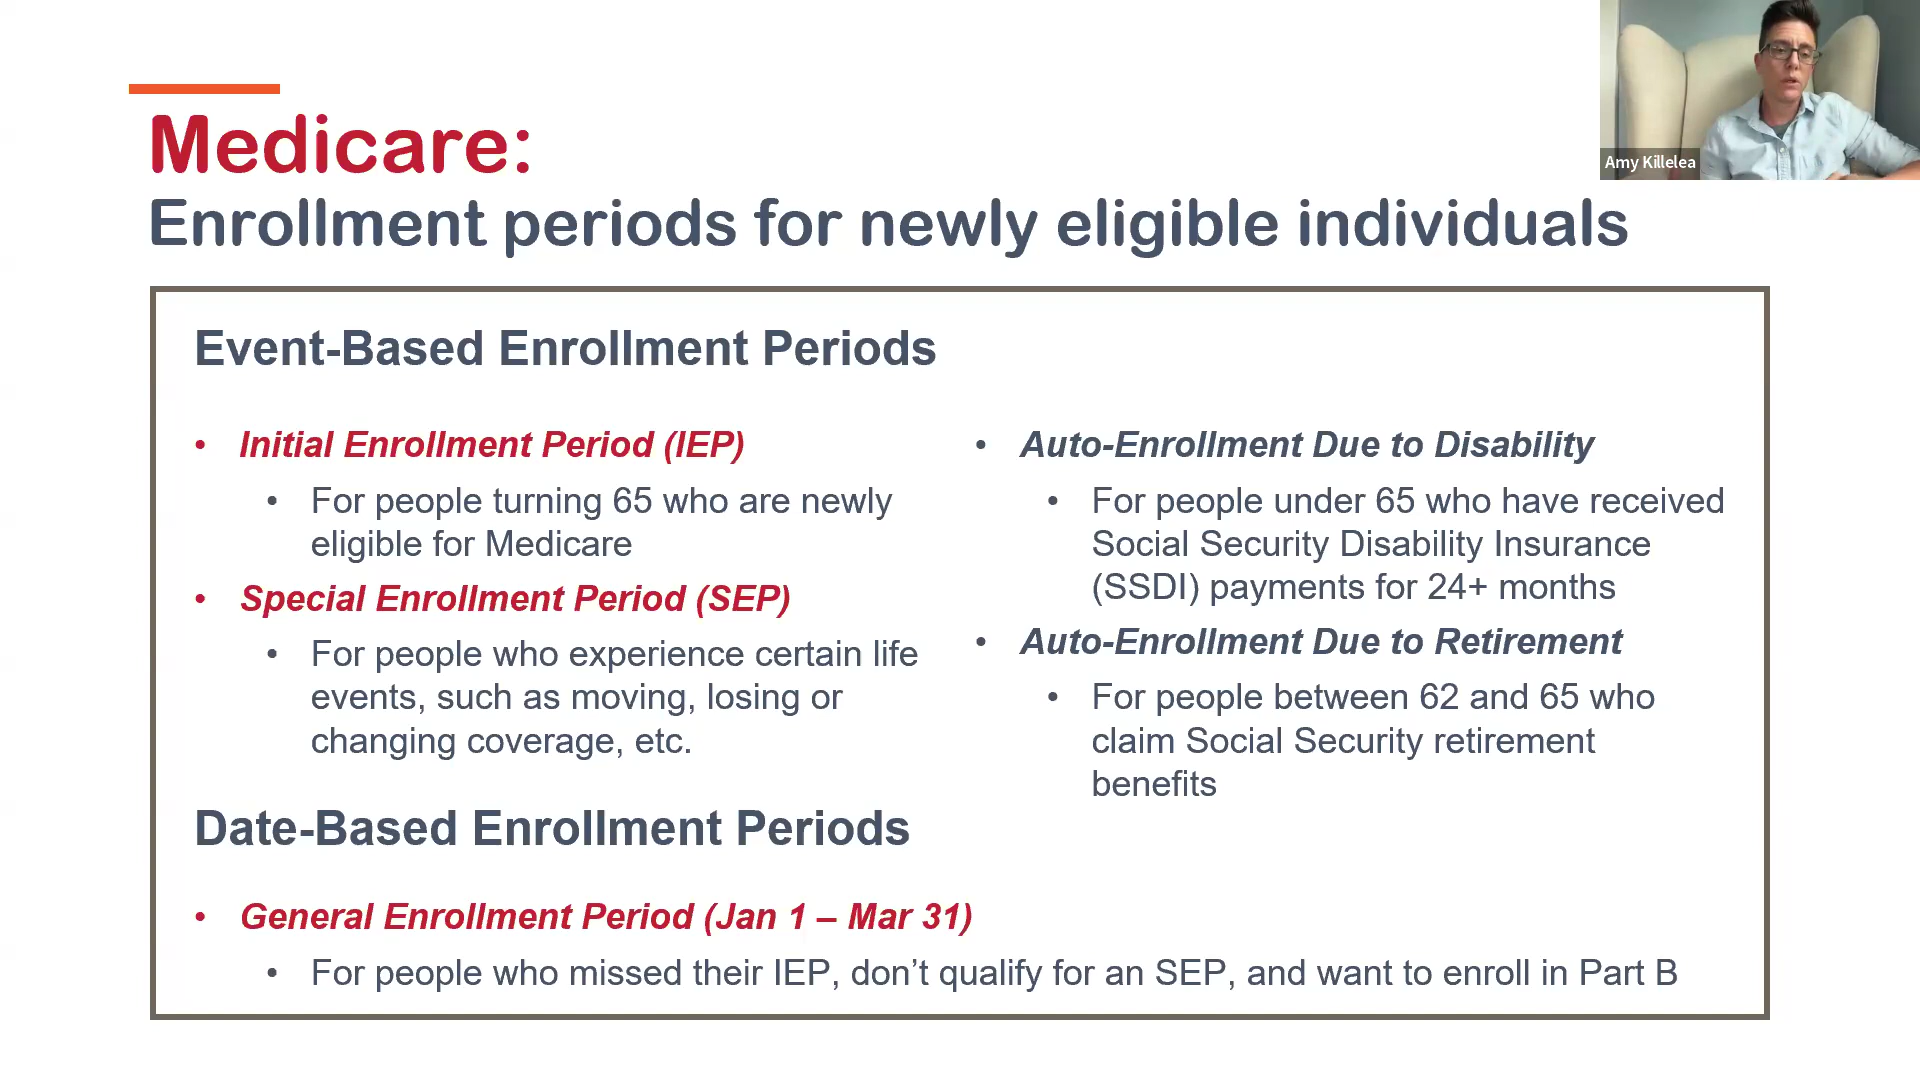 Medicare:
Enrollment periods for newly eligible individuals
Amy Killelea
Event-Based Enrollment Periods
• Initial Enrollment Period (IEP)
• For people turning 65 who are newly
eligible for Medicare
• Special Enrollment Period (SEP)
• For people who experience certain life
events, such as moving, losing or
changing coverage, etc.
• Auto-Enrollment Due to Disability
• For people under 65 who have received
Social Security Disability Insurance
(SSDI) payments for 24+ months
• Auto-Enrollment Due to Retirement
• For people between 62 and 65 who
claim Social Security retirement
benefits
Date-Based Enrollment Periods
• General Enrollment Period (Jan 1 – Mar 31)
• For people who missed their IEP, don’t qualify for an SEP, and want to enroll in Part B